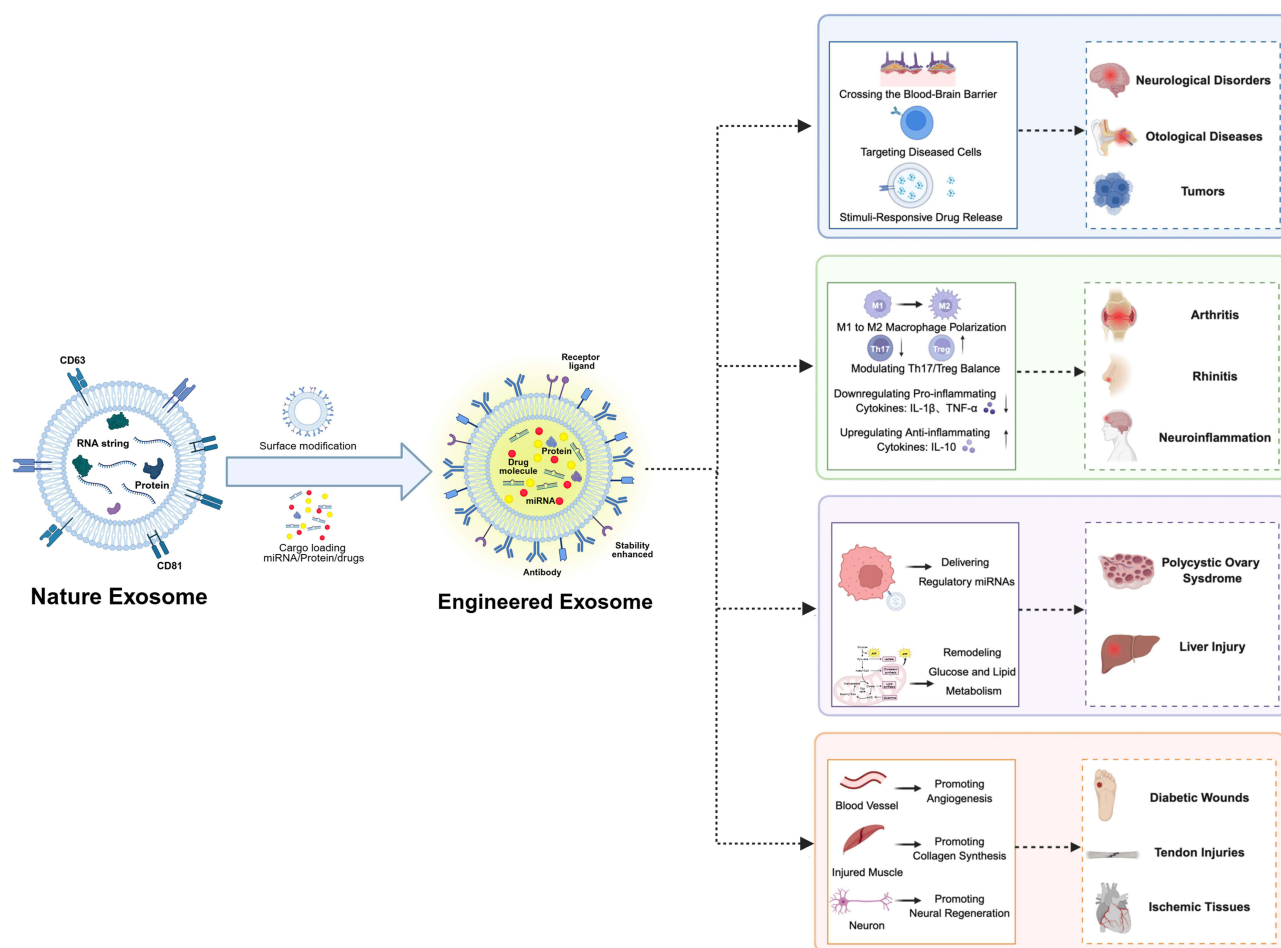 CD63
RNA string
Protein
CD81
Nature Exosome
Surface modification
Cargo loading
miRNA/Protein/drugs
Receptor
ligand
Protein
Drug
molecule
miRNA
Stability
enhanced
Antibody
Engineered Exosome
Crossing the Blood-Brain Barrier
Targeting Diseased Cells
Stimuli-Responsive Drug Release
Neurological Disorders
Otological Diseases
Tumors
M1
M2
M1 to M2 Macrophage Polarization
Th17
Treg
Modulating Th17/Treg Balance
Downregulating Pro-inflammating
Cytokines: IL-1β、TNF-α
Upregulating Anti-inflammating
Cytokines: IL-10
Arthritis
Rhinitis
Neuroinflammation
Delivering
Regulatory miRNAs
Remodeling
Glucose and Lipid
Metabolism
Polycystic Ovary
Sysdrome
Liver Injury
Blood Vessel
Promoting
Angiogenesis
Injured Muscle
Promoting
Collagen Synthesis
Neuron
Promoting
Neural Regeneration
Diabetic Wounds
Tendon Injuries
Ischemic Tissues